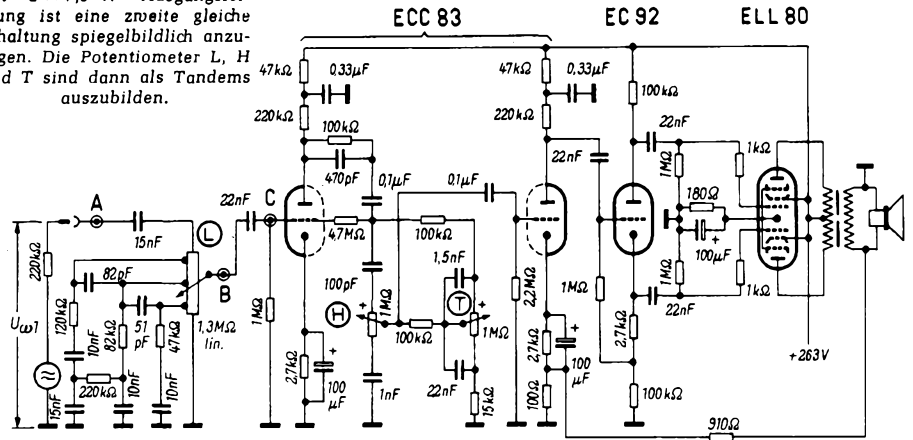 ung ist eine zweite gleiche
haltung spiegelbildlich anzu-
gen. Die Potentiometer L, H
d T sind dann als Tandems
auszubilden.
ECC 83
EC 92
ELL 80
47kΩ
0,33µF
220kΩ
100kΩ
470pF
0,1µF
47kΩ
0,33µF
220kΩ
22nF
100kΩ
22nF
1MΩ
1kΩ
180Ω
100µF
1MΩ
1kΩ
22nF
A
15nF
L
22nF
C
B
220kΩ
Uω1
82pF
120kΩ
10nF
82kΩ
51
pF
47kΩ
1,3MΩ
lin.
220kΩ
15nF
10nF
10nF
1MΩ
2,7kΩ
+
100
µF
4,7MΩ
100pF
H
1MΩ
+
1nF
100kΩ
0,1µF
100kΩ
1,5nF
T
+
1MΩ
22nF
15kΩ
2,2MΩ
2,7kΩ
100Ω
+
100
µF
1MΩ
2,7kΩ
100kΩ
+
+263V
910Ω